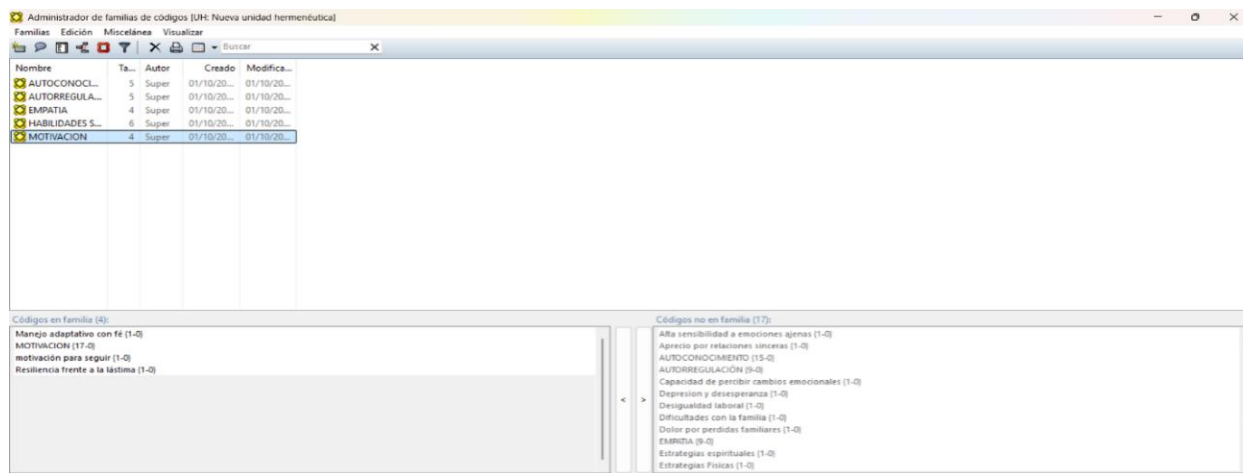 Administrador de familias de códigos [UH: Nueva unidad hermenéutica]
Familias Edición Miscelánea Visualizar
Buscar
Nombre Ta... Autor Creado Modifica...
AUTOCONOCI... 5 Super 01/10/20... 01/10/20...
AUTORREGULA... 5 Super 01/10/20... 01/10/20...
EMPATIA 4 Super 01/10/20... 01/10/20...
HABILIDADES S... 6 Super 01/10/20... 01/10/20...
MOTIVACION 4 Super 01/10/20... 01/10/20...
Códigos en familia (4):
Manejo adaptativo con fé {1-0}
MOTIVACION {17-0}
motivación para seguir {1-0}
Resiliencia frente a la lástima {1-0}
< >
Códigos no en familia (17):
Alta sensibilidad a emociones ajenas {1-0}
Aprecio por relaciones sinceras {1-0}
AUTOCONOCIMIENTO {15-0}
AUTORREGULACIÓN {9-0}
Capacidad de percibir cambios emocionales {1-0}
Depresion y desesperanza {1-0}
Desigualdad laboral {1-0}
Dificultades con la familia {1-0}
Dolor por perdidas familiares {1-0}
EMPATIA {9-0}
Estrategias espirituales {1-0}
Estrategias Fisicas {1-0}